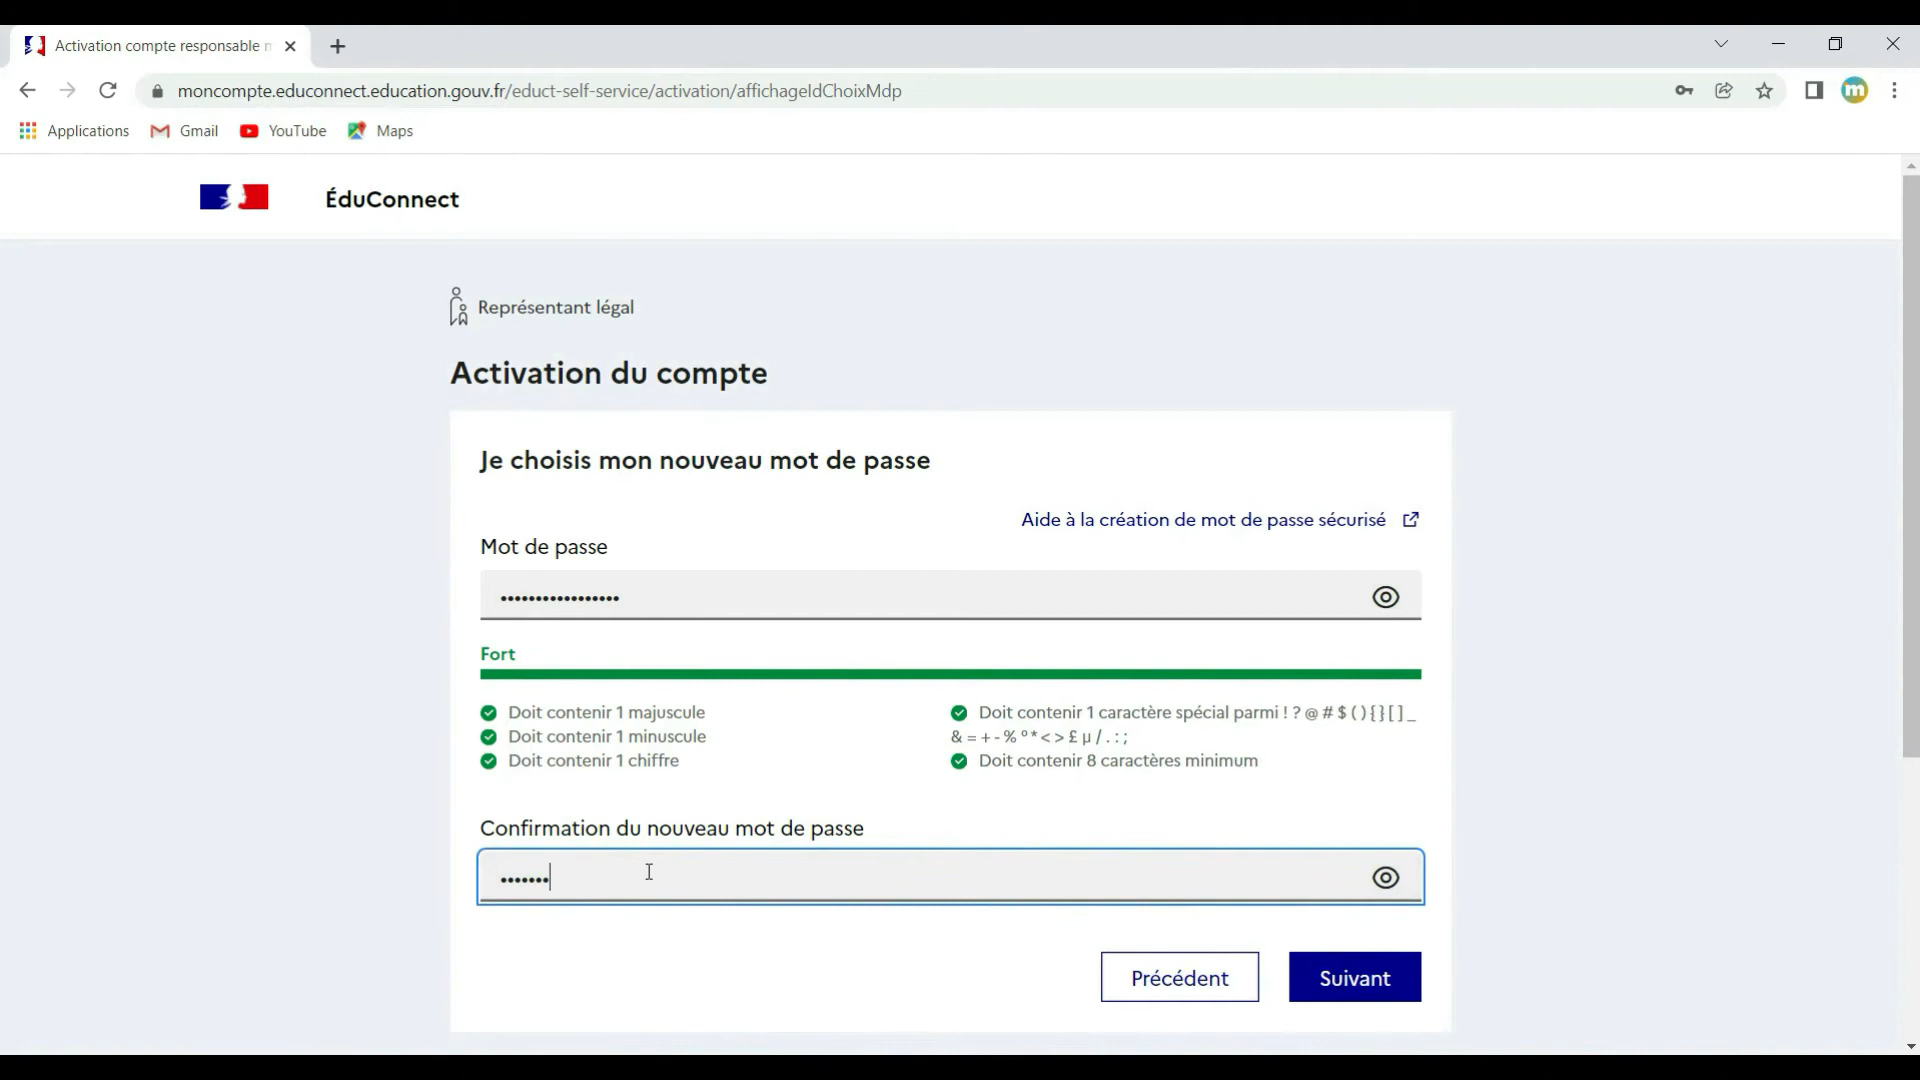 Activation compte responsable
moncompte.educonnect.education.gouv.fr/educt-self-service/activation/affichageIdChoixMdp
m
Applications Gmail YouTube Maps
ÉduConnect
Représentant légal
Activation du compte
Je choisis mon nouveau mot de passe
Aide à la création de mot de passe sécurisé
Mot de passe
•••••••••••••••••
Fort
Doit contenir 1 majuscule
Doit contenir 1 minuscule
Doit contenir 1 chiffre
Doit contenir 1 caractère spécial parmi ! ? @ # $ ( ) { } [ ] _
& = + - % º * < > £ µ / . : ;
Doit contenir 8 caractères minimum
Confirmation du nouveau mot de passe
•••••••
Précédent Suivant